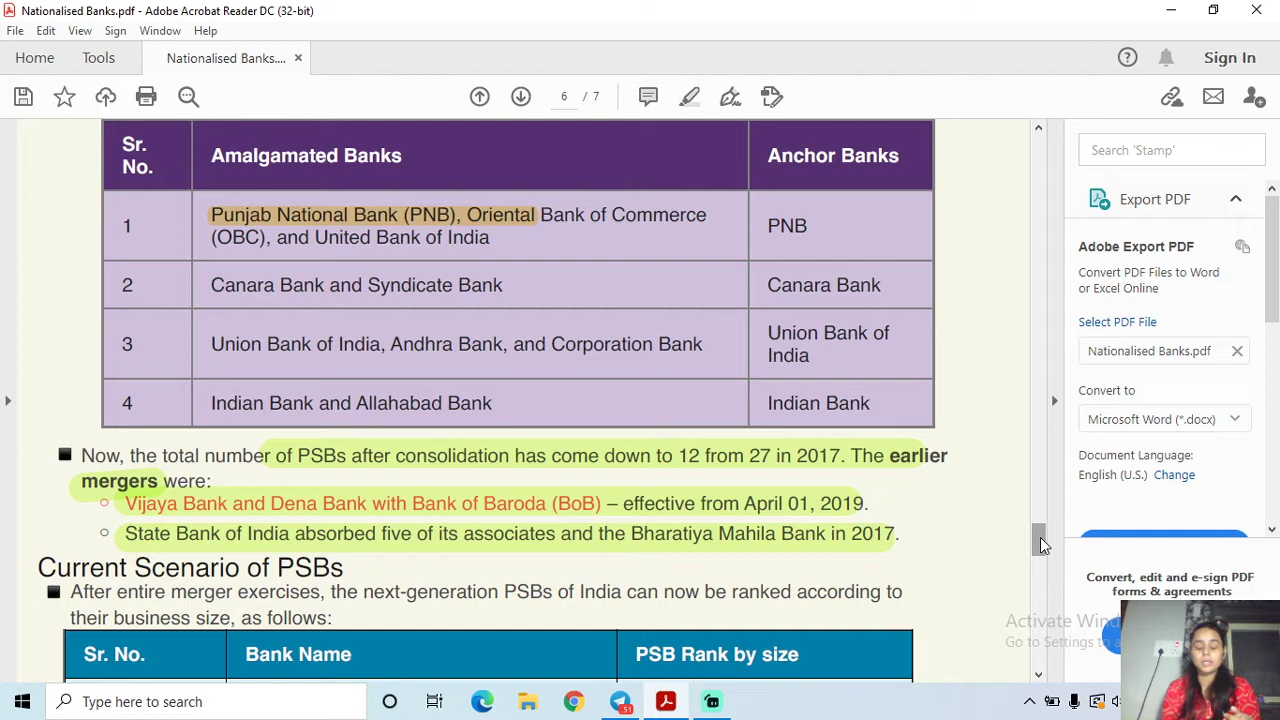 Nationalised Banks.pdf - Adobe Acrobat Reader DC (32-bit)
File Edit View Sign Window Help
Home Tools Nationalised Banks.... ×
Sign In
6 / 7
Sr. No.
Amalgamated Banks
Anchor Banks
1
Punjab National Bank (PNB), Oriental Bank of Commerce
(OBC), and United Bank of India
PNB
2
Canara Bank and Syndicate Bank
Canara Bank
3
Union Bank of India, Andhra Bank, and Corporation Bank
Union Bank of
India
4
Indian Bank and Allahabad Bank
Indian Bank
Now, the total number of PSBs after consolidation has come down to 12 from 27 in 2017. The earlier
mergers were:
Vijaya Bank and Dena Bank with Bank of Baroda (BoB) – effective from April 01, 2019.
State Bank of India absorbed five of its associates and the Bharatiya Mahila Bank in 2017.
Current Scenario of PSBs
After entire merger exercises, the next-generation PSBs of India can now be ranked according to
their business size, as follows:
Sr. No. Bank Name PSB Rank by size
Search 'Stamp'
Export PDF
Adobe Export PDF
Convert PDF Files to Word
or Excel Online
Select PDF File
Nationalised Banks.pdf
Convert to
Microsoft Word (*.docx)
Document Language:
English (U.S.) Change
Convert, edit and e-sign PDF
forms & agreements
Type here to search
51